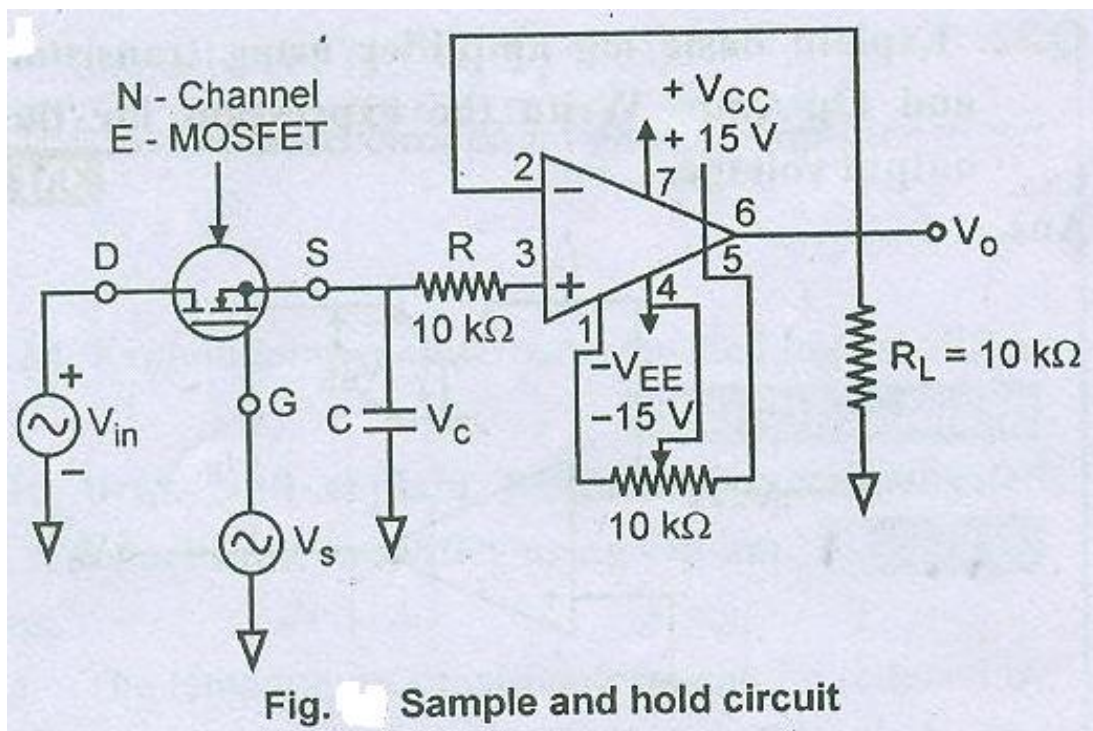 N - Channel
E - MOSFET
+ VCC
+ 15 V
2
7
6
−
D
S
R
3
Vo
5
+
4
10 kΩ
1
+
−VEE
RL = 10 kΩ
G
C
Vc
−15 V
Vin
−
10 kΩ
Vs
Fig. Sample and hold circuit